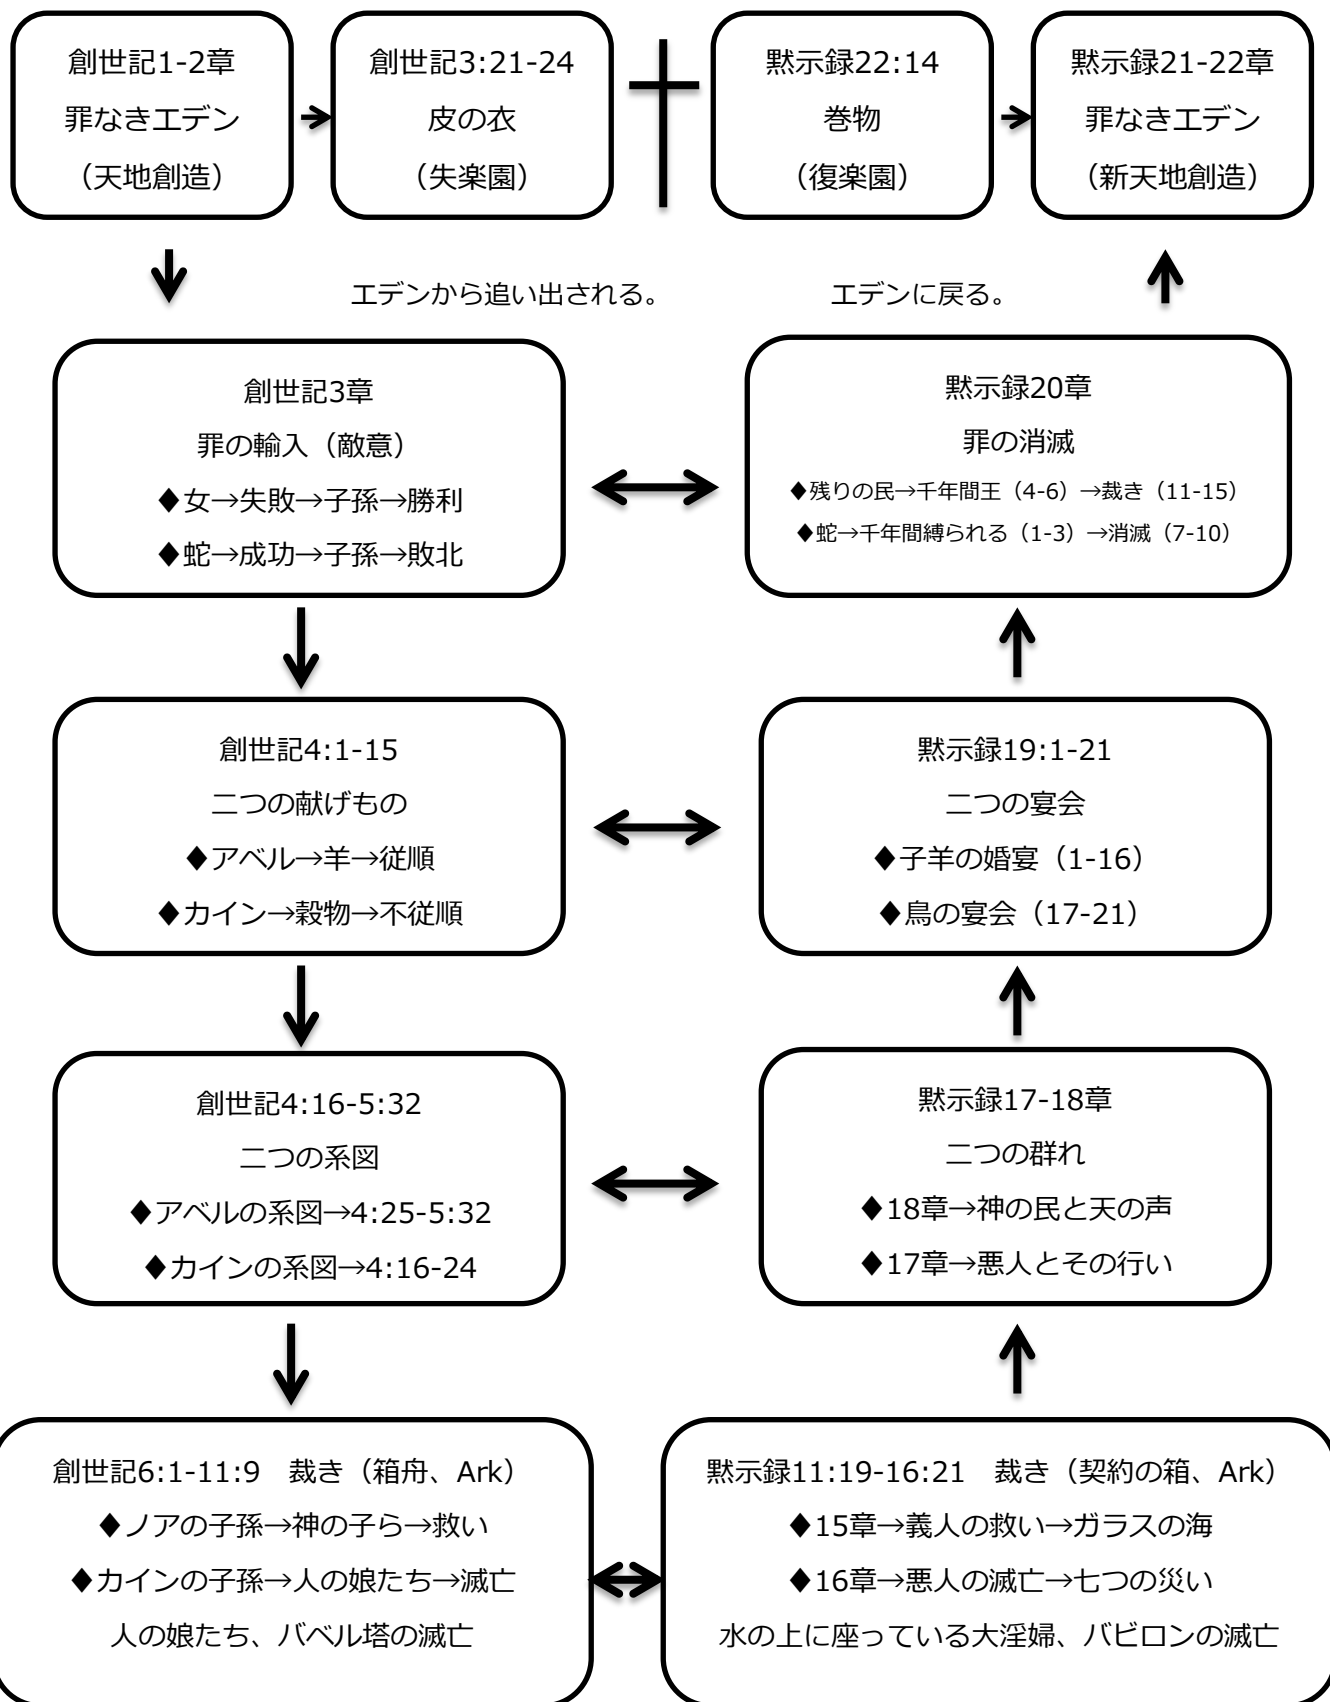 創世記1-2章
罪なきエデン
（天地創造）
創世記3:21-24
皮の衣
（失楽園）
黙示録22:14
巻物
（復楽園）
黙示録21-22章
罪なきエデン
（新天地創造）
エデンから追い出される。
エデンに戻る。
創世記3章
罪の輸入（敵意）
◆女→失敗→子孫→勝利
◆蛇→成功→子孫→敗北
黙示録20章
罪の消滅
◆残りの民→千年間王（4-6）→裁き（11-15）
◆蛇→千年間縛られる（1-3）→消滅（7-10）
創世記4:1-15
二つの献げもの
◆アベル→羊→従順
◆カイン→穀物→不従順
黙示録19:1-21
二つの宴会
◆子羊の婚宴（1-16）
◆鳥の宴会（17-21）
創世記4:16-5:32
二つの系図
◆アベルの系図→4:25-5:32
◆カインの系図→4:16-24
黙示録17-18章
二つの群れ
◆18章→神の民と天の声
◆17章→悪人とその行い
創世記6:1-11:9　裁き（箱舟、Ark）
◆ノアの子孫→神の子ら→救い
◆カインの子孫→人の娘たち→滅亡
人の娘たち、バベル塔の滅亡
黙示録11:19-16:21　裁き（契約の箱、Ark）
◆15章→義人の救い→ガラスの海
◆16章→悪人の滅亡→七つの災い
水の上に座っている大淫婦、バビロンの滅亡